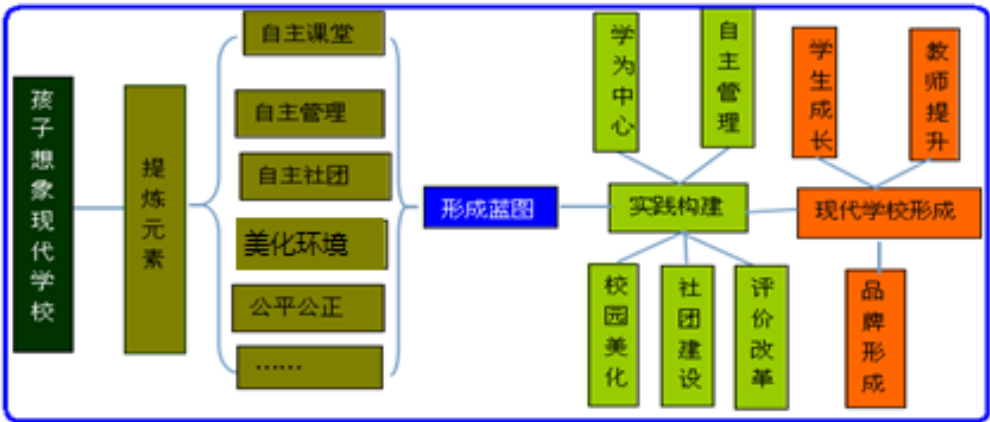 孩子想象现代学校
提炼元素
自主课堂
自主管理
自主社团
美化环境
公平公正
……
形成蓝图
学为中心
自主管理
实践构建
校园美化
社团建设
评价改革
学生成长
教师提升
现代学校形成
品牌形成